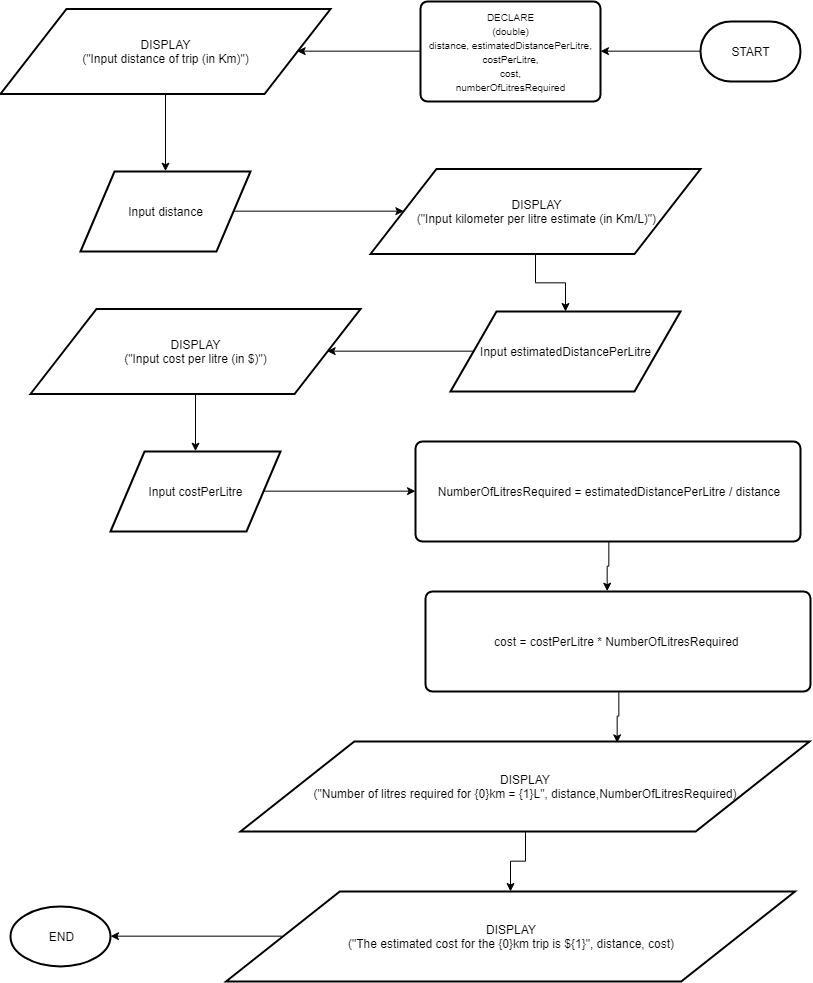 START
DECLARE
(double)
distance, estimatedDistancePerLitre,
costPerLitre,
cost,
numberOfLitresRequired
DISPLAY
("Input distance of trip (in Km)")
Input distance
DISPLAY
("Input kilometer per litre estimate (in Km/L)")
Input estimatedDistancePerLitre
DISPLAY
("Input cost per litre (in $)")
Input costPerLitre
NumberOfLitresRequired = estimatedDistancePerLitre / distance
cost = costPerLitre * NumberOfLitresRequired
DISPLAY
("Number of litres required for {0}km = {1}L", distance,NumberOfLitresRequired)
DISPLAY
("The estimated cost for the {0}km trip is ${1}", distance, cost)
END